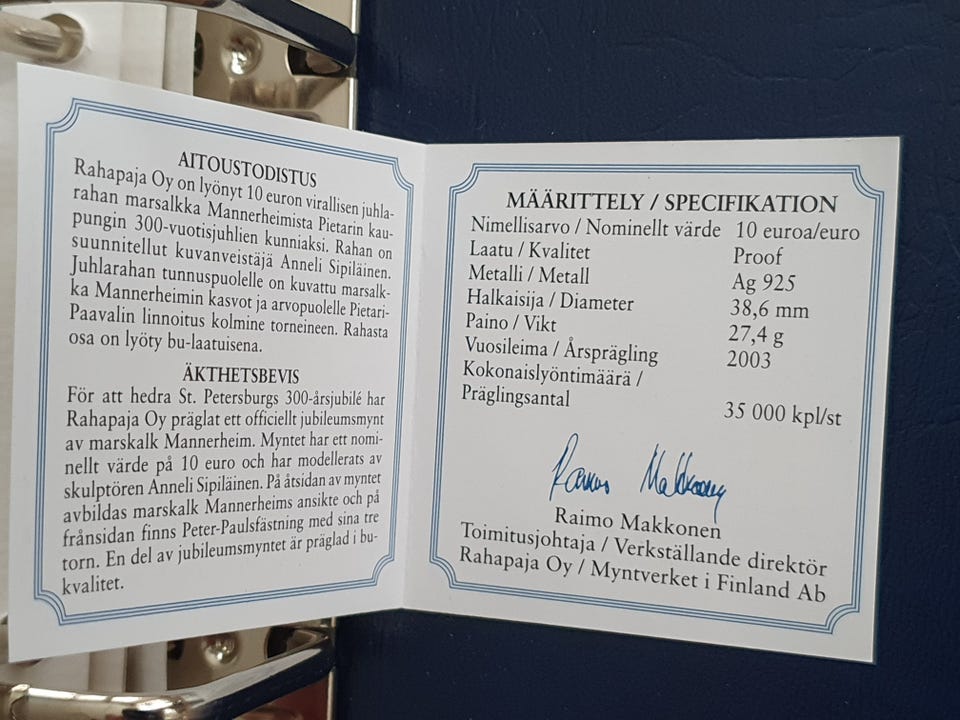 AITOUSTODISTUS
Rahapaja Oy on lyönyt 10 euron virallisen juhla-
rahan marsalkka Mannerheimista Pietarin kau-
pungin 300-vuotisjuhlien kunniaksi. Rahan on
suunnitellut kuvanveistäjä Anneli Sipiläinen.
Juhlarahan tunnuspuolelle on kuvattu marsalk-
ka Mannerheimin kasvot ja arvopuolelle Pietari-
Paavalin linnoitus kolmine torneineen. Rahasta
osa on lyöty bu-laatuisena.
ÄKTHETSBEVIS
För att hedra St. Petersburgs 300-årsjubilé har
Rahapaja Oy präglat ett officiellt jubileumsmynt
av marskalk Mannerheim. Myntet har ett nomi-
nellt värde på 10 euro och har modellerats av
skulptören Anneli Sipiläinen. På åtsidan av myntet
avbildas marskalk Mannerheims ansikte och på
frånsidan finns Peter-Paulsfästning med sina tre
torn. En del av jubileumsmyntet är präglad i bu-
kvalitet.
MÄÄRITTELY / SPECIFIKATION
Nimellisarvo / Nominellt värde 10 euroa/euro
Laatu / Kvalitet Proof
Metalli / Metall Ag 925
Halkaisija / Diameter 38,6 mm
Paino / Vikt 27,4 g
Vuosileima / Årsprägling 2003
Kokonaislyöntimäärä /
Präglingsantal 35 000 kpl/st
Raimo Makkonen
Raimo Makkonen
Toimitusjohtaja / Verkställande direktör
Rahapaja Oy / Myntverket i Finland Ab